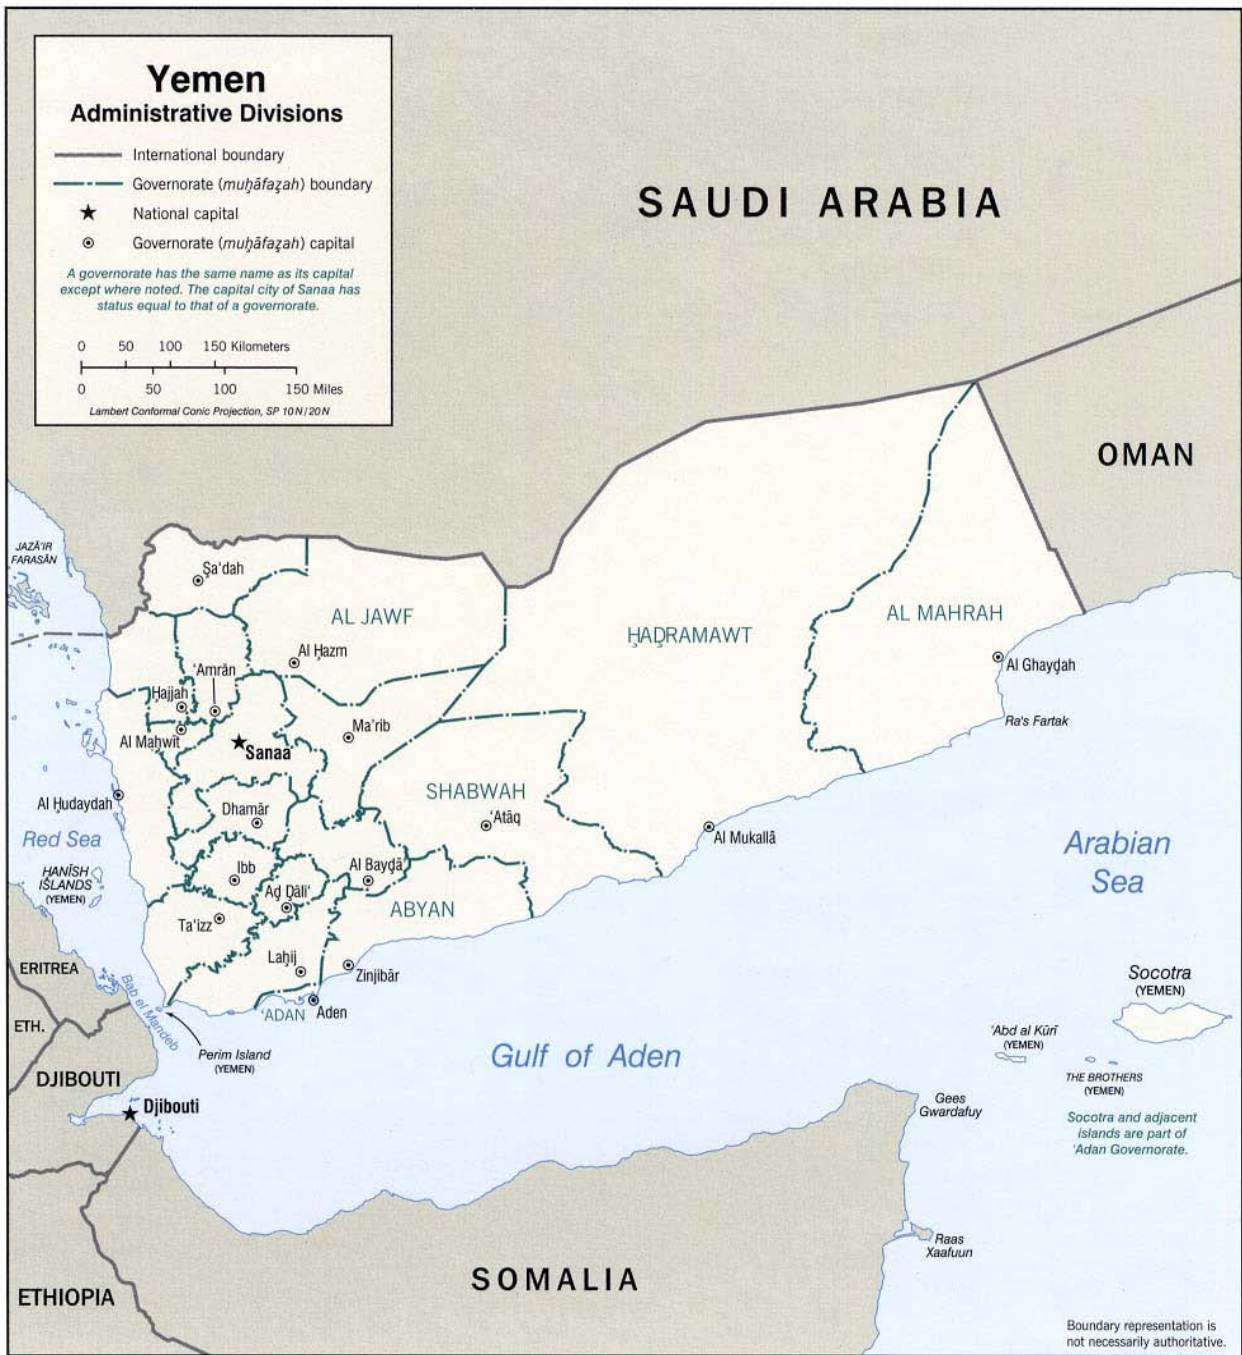 Yemen
Administrative Divisions
International boundary
Governorate (muḩāfaz̧ah) boundary
National capital
Governorate (muḩāfaz̧ah) capital
A governorate has the same name as its capital
except where noted. The capital city of Sanaa has
status equal to that of a governorate.
0 50 100 150 Kilometers
0 50 100 150 Miles
Lambert Conformal Conic Projection, SP 10 N / 20 N
SAUDI ARABIA
OMAN
JAZĀ'IR
FARASĀN
Şa'dah
AL JAWF
ḨAḐRAMAWT
AL MAHRAH
Al Ḩazm
'Amrān
Al Ghayḑah
Ḩajjah
Ra's Fartak
Ma'rib
Al Maḩwīt
Sanaa
SHABWAH
Al Ḩudaydah
Dhamār
'Atāq
Al Mukallā
Red Sea
Arabian
Sea
ḨANĪSH
ISLANDS
(YEMEN)
Ibb
Al Bayḑā'
Aḑ Ḑāli'
ABYAN
Ta'izz
Laḩij
Zinjibār
ERITREA
Bab el Mandeb
Socotra
(YEMEN)
'ADAN
Aden
ETH.
'Abd al Kūrī
(YEMEN)
Perim Island
(YEMEN)
Gulf of Aden
DJIBOUTI
THE BROTHERS
(YEMEN)
Djibouti
Gees
Gwardafuy
Socotra and adjacent
islands are part of
'Adan Governorate.
Raas
Xaafuun
SOMALIA
ETHIOPIA
Boundary representation is
not necessarily authoritative.